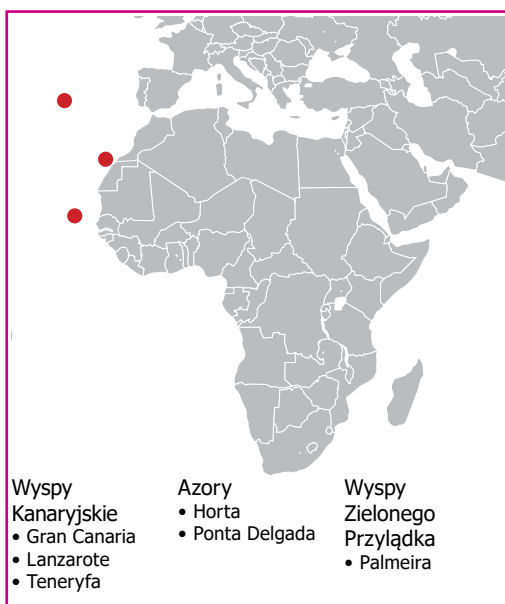 Wyspy
Kanaryjskie
• Gran Canaria
• Lanzarote
• Teneryfa
Azory
• Horta
• Ponta Delgada
Wyspy
Zielonego
Przylądka
• Palmeira